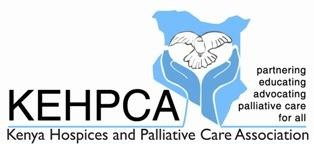 KEHPCA
partnering
educating
advocating
palliative care
for all
Kenya Hospices and Palliative Care Association